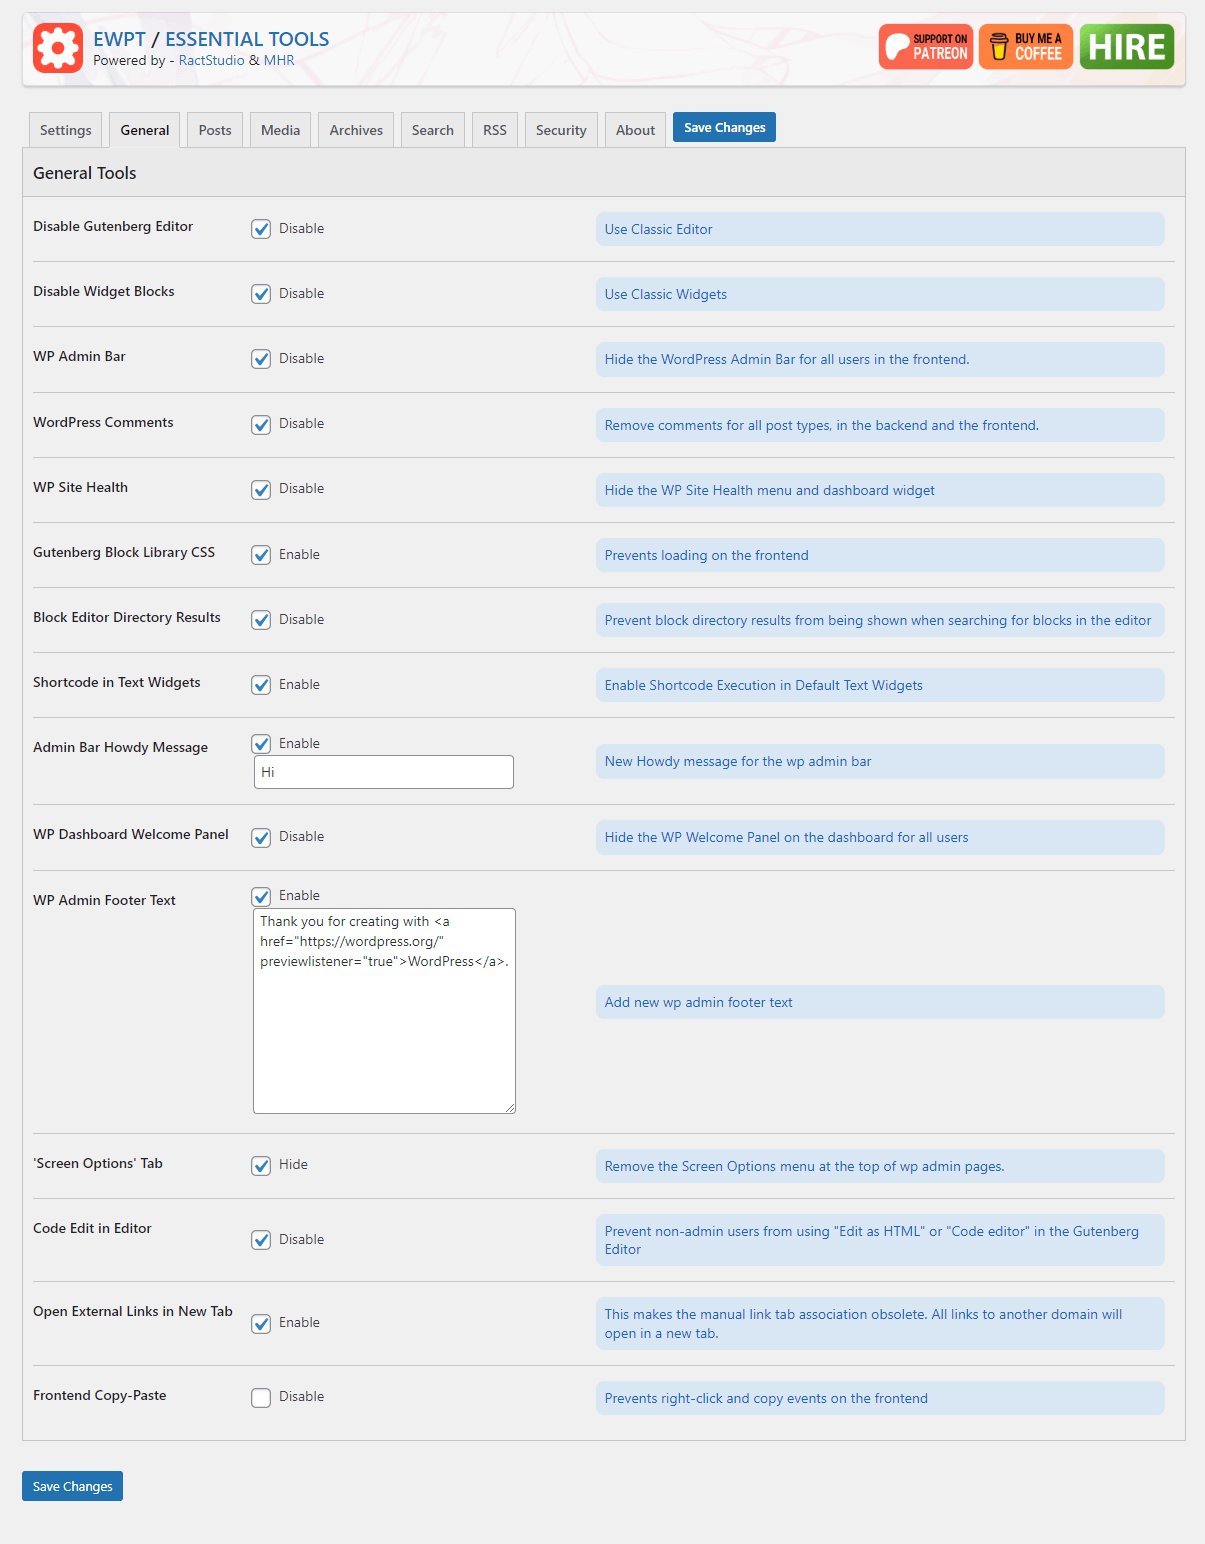 EWPT / ESSENTIAL TOOLS
Powered by - RactStudio & MHR
SUPPORT ON
PATREON
BUY ME A
COFFEE
HIRE
Settings
General
Posts
Media
Archives
Search
RSS
Security
About
Save Changes
General Tools
Disable Gutenberg Editor
Disable
Use Classic Editor
Disable Widget Blocks
Disable
Use Classic Widgets
WP Admin Bar
Disable
Hide the WordPress Admin Bar for all users in the frontend.
WordPress Comments
Disable
Remove comments for all post types, in the backend and the frontend.
WP Site Health
Disable
Hide the WP Site Health menu and dashboard widget
Gutenberg Block Library CSS
Enable
Prevents loading on the frontend
Block Editor Directory Results
Disable
Prevent block directory results from being shown when searching for blocks in the editor
Shortcode in Text Widgets
Enable
Enable Shortcode Execution in Default Text Widgets
Admin Bar Howdy Message
Enable
Hi
New Howdy message for the wp admin bar
WP Dashboard Welcome Panel
Disable
Hide the WP Welcome Panel on the dashboard for all users
WP Admin Footer Text
Enable
Thank you for creating with <a
href="https://wordpress.org/"
previewlistener="true">WordPress</a>.
Add new wp admin footer text
'Screen Options' Tab
Hide
Remove the Screen Options menu at the top of wp admin pages.
Code Edit in Editor
Disable
Prevent non-admin users from using "Edit as HTML" or "Code editor" in the Gutenberg
Editor
Open External Links in New Tab
Enable
This makes the manual link tab association obsolete. All links to another domain will
open in a new tab.
Frontend Copy-Paste
Disable
Prevents right-click and copy events on the frontend
Save Changes